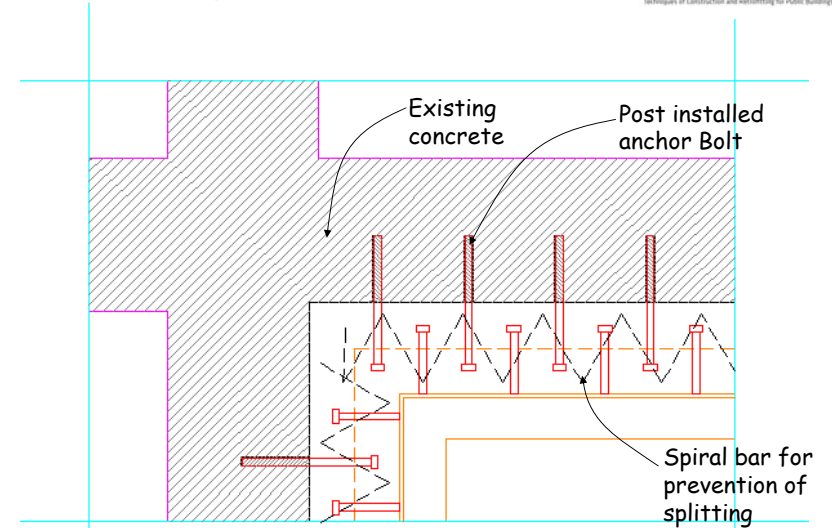 Techniques of Construction and Retrofitting for Public Buildings
Existing
concrete
Post installed
anchor Bolt
Spiral bar for
prevention of
splitting